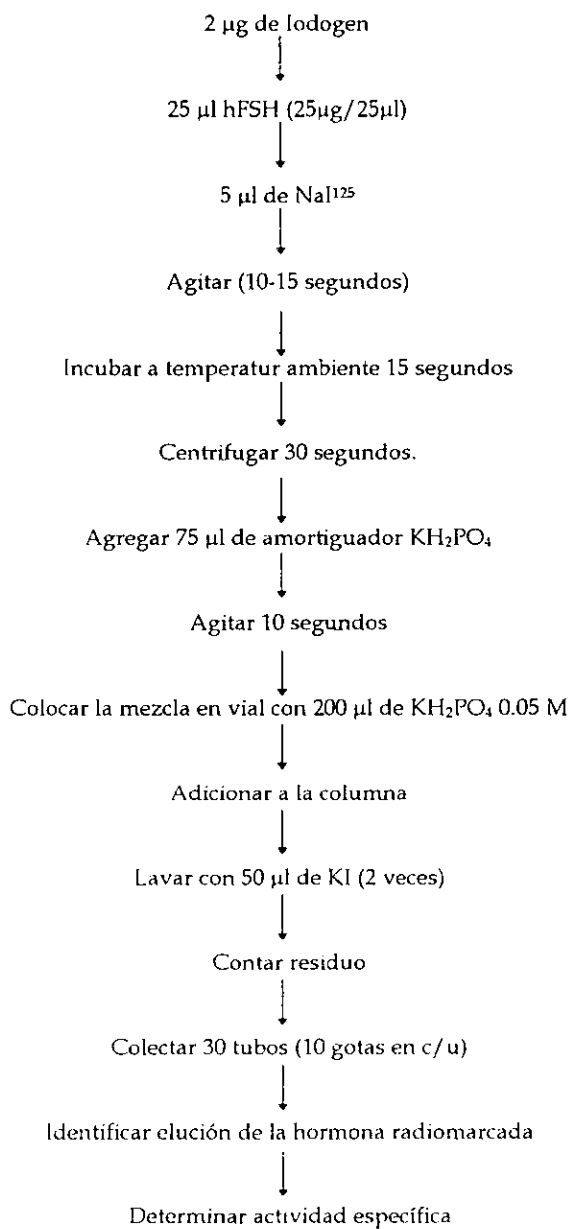 2 μg de Iodogen
25 μl hFSH (25μg/25μl)
5 μl de NaI¹²⁵
Agitar (10-15 segundos)
Incubar a temperatur ambiente 15 segundos
Centrifugar 30 segundos.
Agregar 75 μl de amortiguador KH₂PO₄
Agitar 10 segundos
Colocar la mezcla en vial con 200 μl de KH₂PO₄ 0.05 M
Adicionar a la columna
Lavar con 50 μl de KI (2 veces)
Contar residuo
Colectar 30 tubos (10 gotas en c/u)
Identificar elución de la hormona radiomarcada
Determinar actividad específica